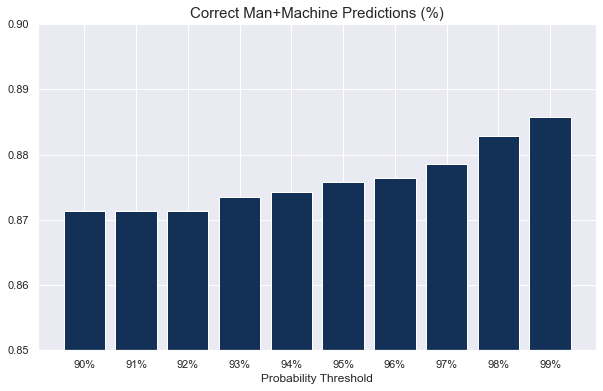 Correct Man+Machine Predictions (%)
0.90
0.89
0.88
0.87
0.86
0.85
90% 91% 92% 93% 94% 95% 96% 97% 98% 99%
Probability Threshold